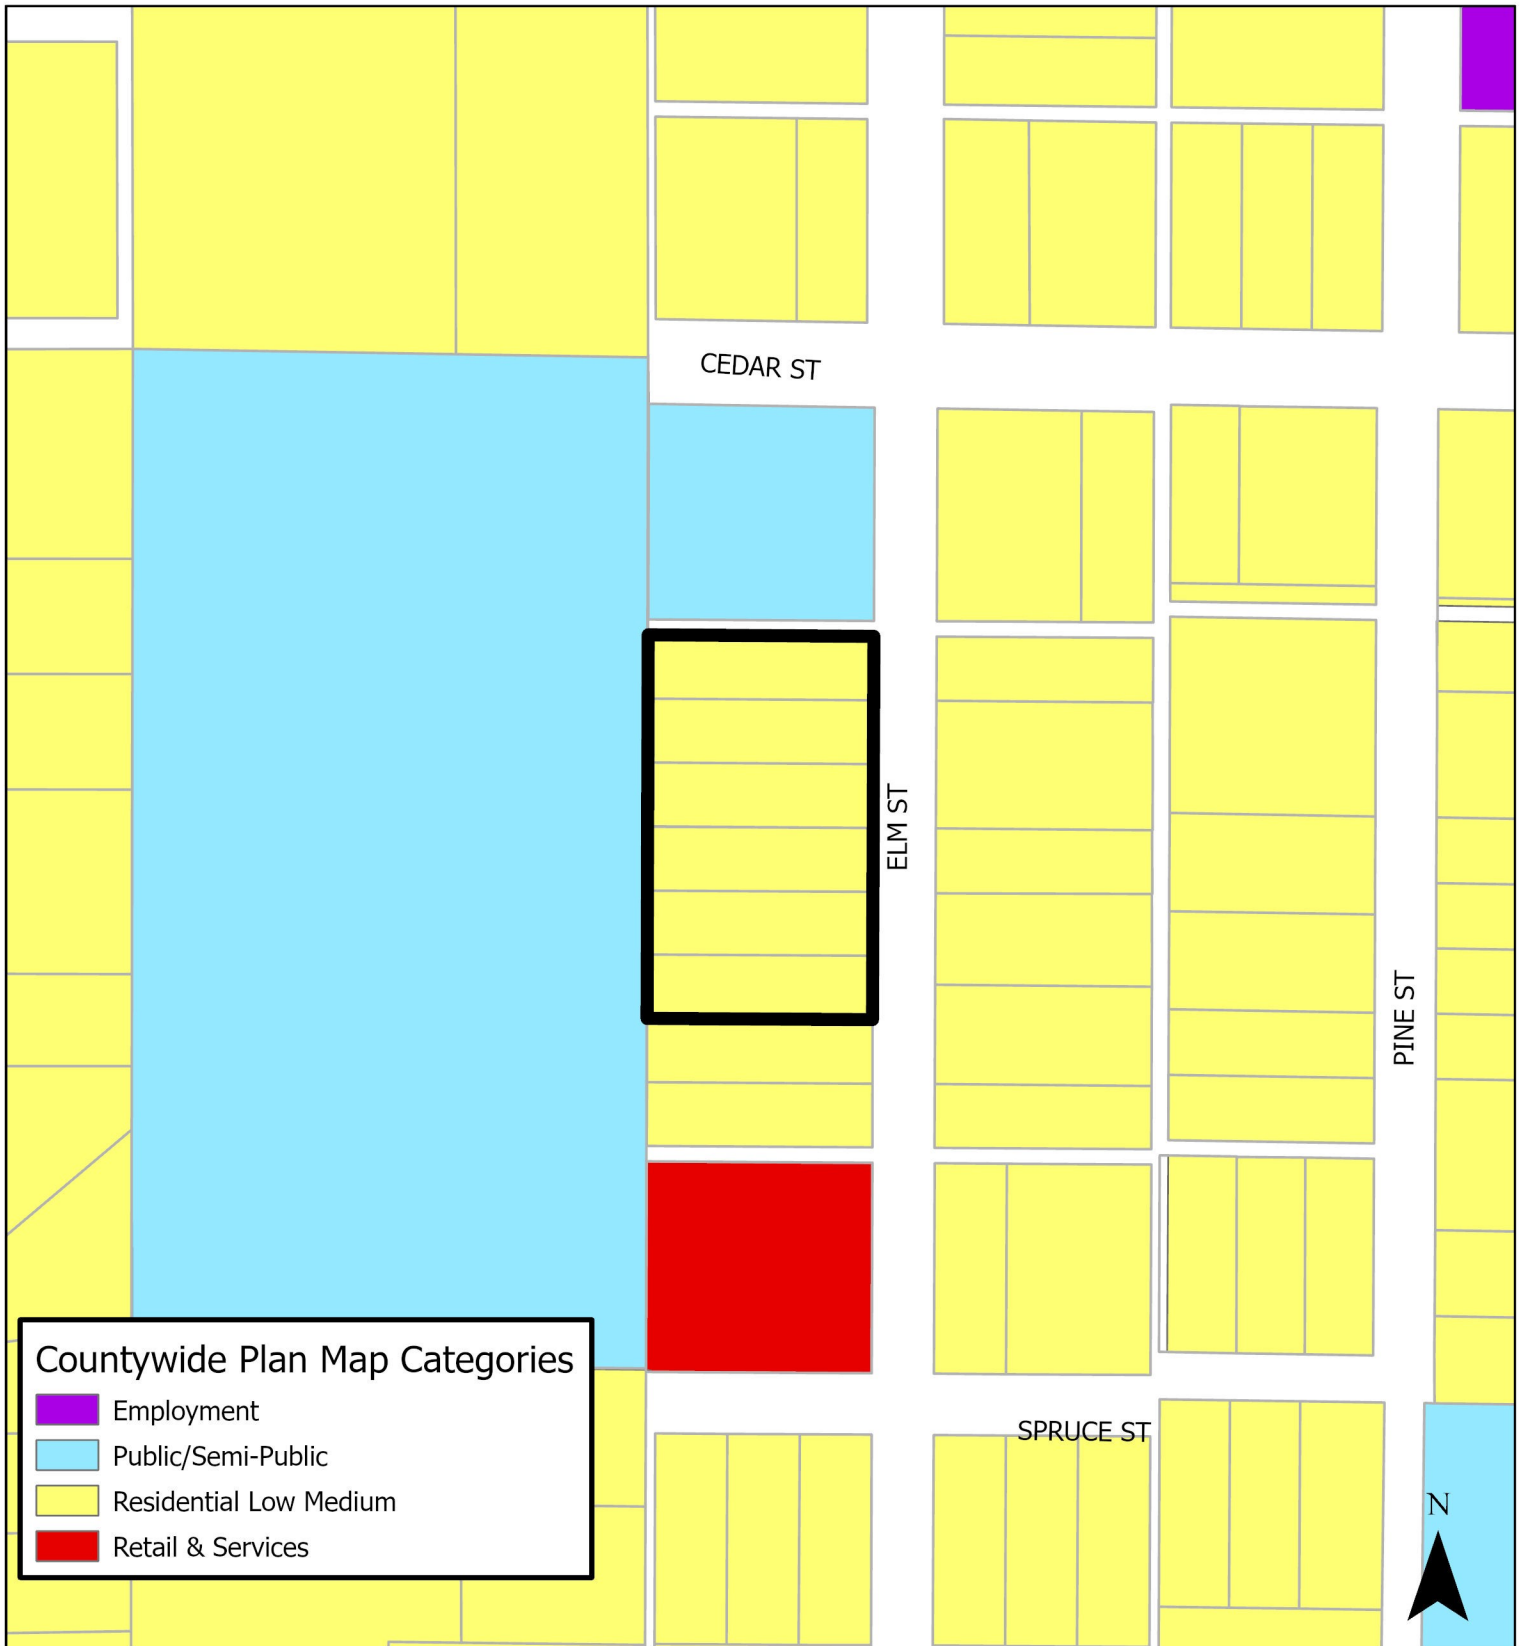 CEDAR ST
ELM ST
PINE ST
SPRUCE ST
Countywide Plan Map Categories
Employment
Public/Semi-Public
Residential Low Medium
Retail & Services
N